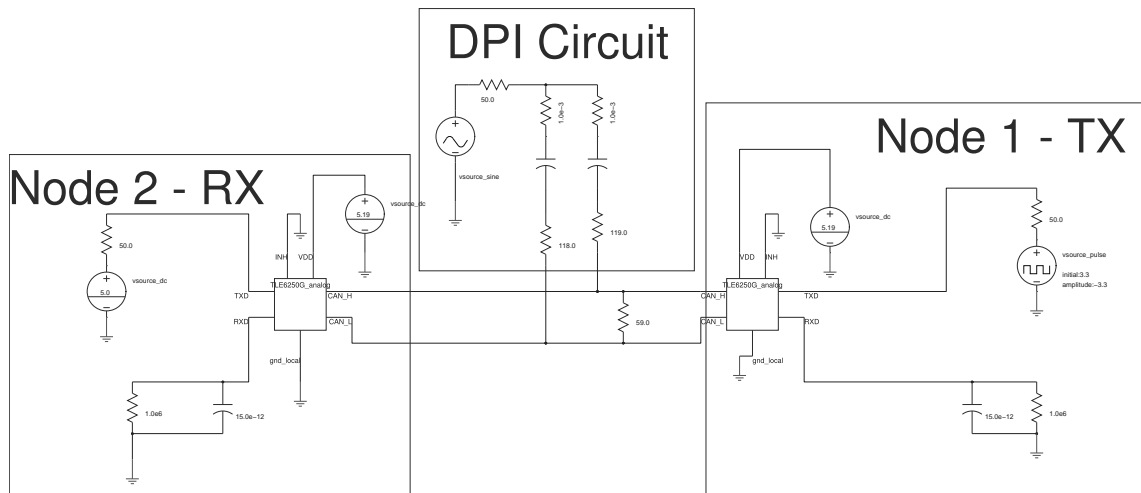 DPI Circuit
50.0
1.0e−3
1.0e−3
vsource_sine
118.0
119.0
Node 2 - RX
50.0
vsource_dc
5.0
vsource_dc
5.19
INH
VDD
TLE6250G_analog
TXD
CAN_H
RXD
CAN_L
gnd_local
1.0e6
15.0e−12
59.0
Node 1 - TX
vsource_dc
5.19
VDD
INH
TLE6250G_analog
CAN_H
TXD
CAN_L
RXD
gnd_local
50.0
vsource_pulse
initial:3.3
amplitude:−3.3
15.0e−12
1.0e6